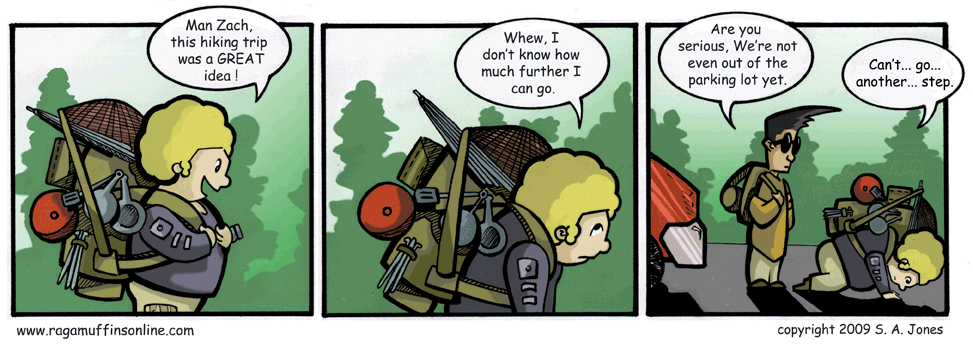 Man Zach,
this hiking trip
was a GREAT
idea !
Whew, I
don't know how
much further I
can go.
Are you
serious, We're not
even out of the
parking lot yet.
Can't... go...
another... step.
www.ragamuffinsonline.com
copyright 2009 S. A. Jones